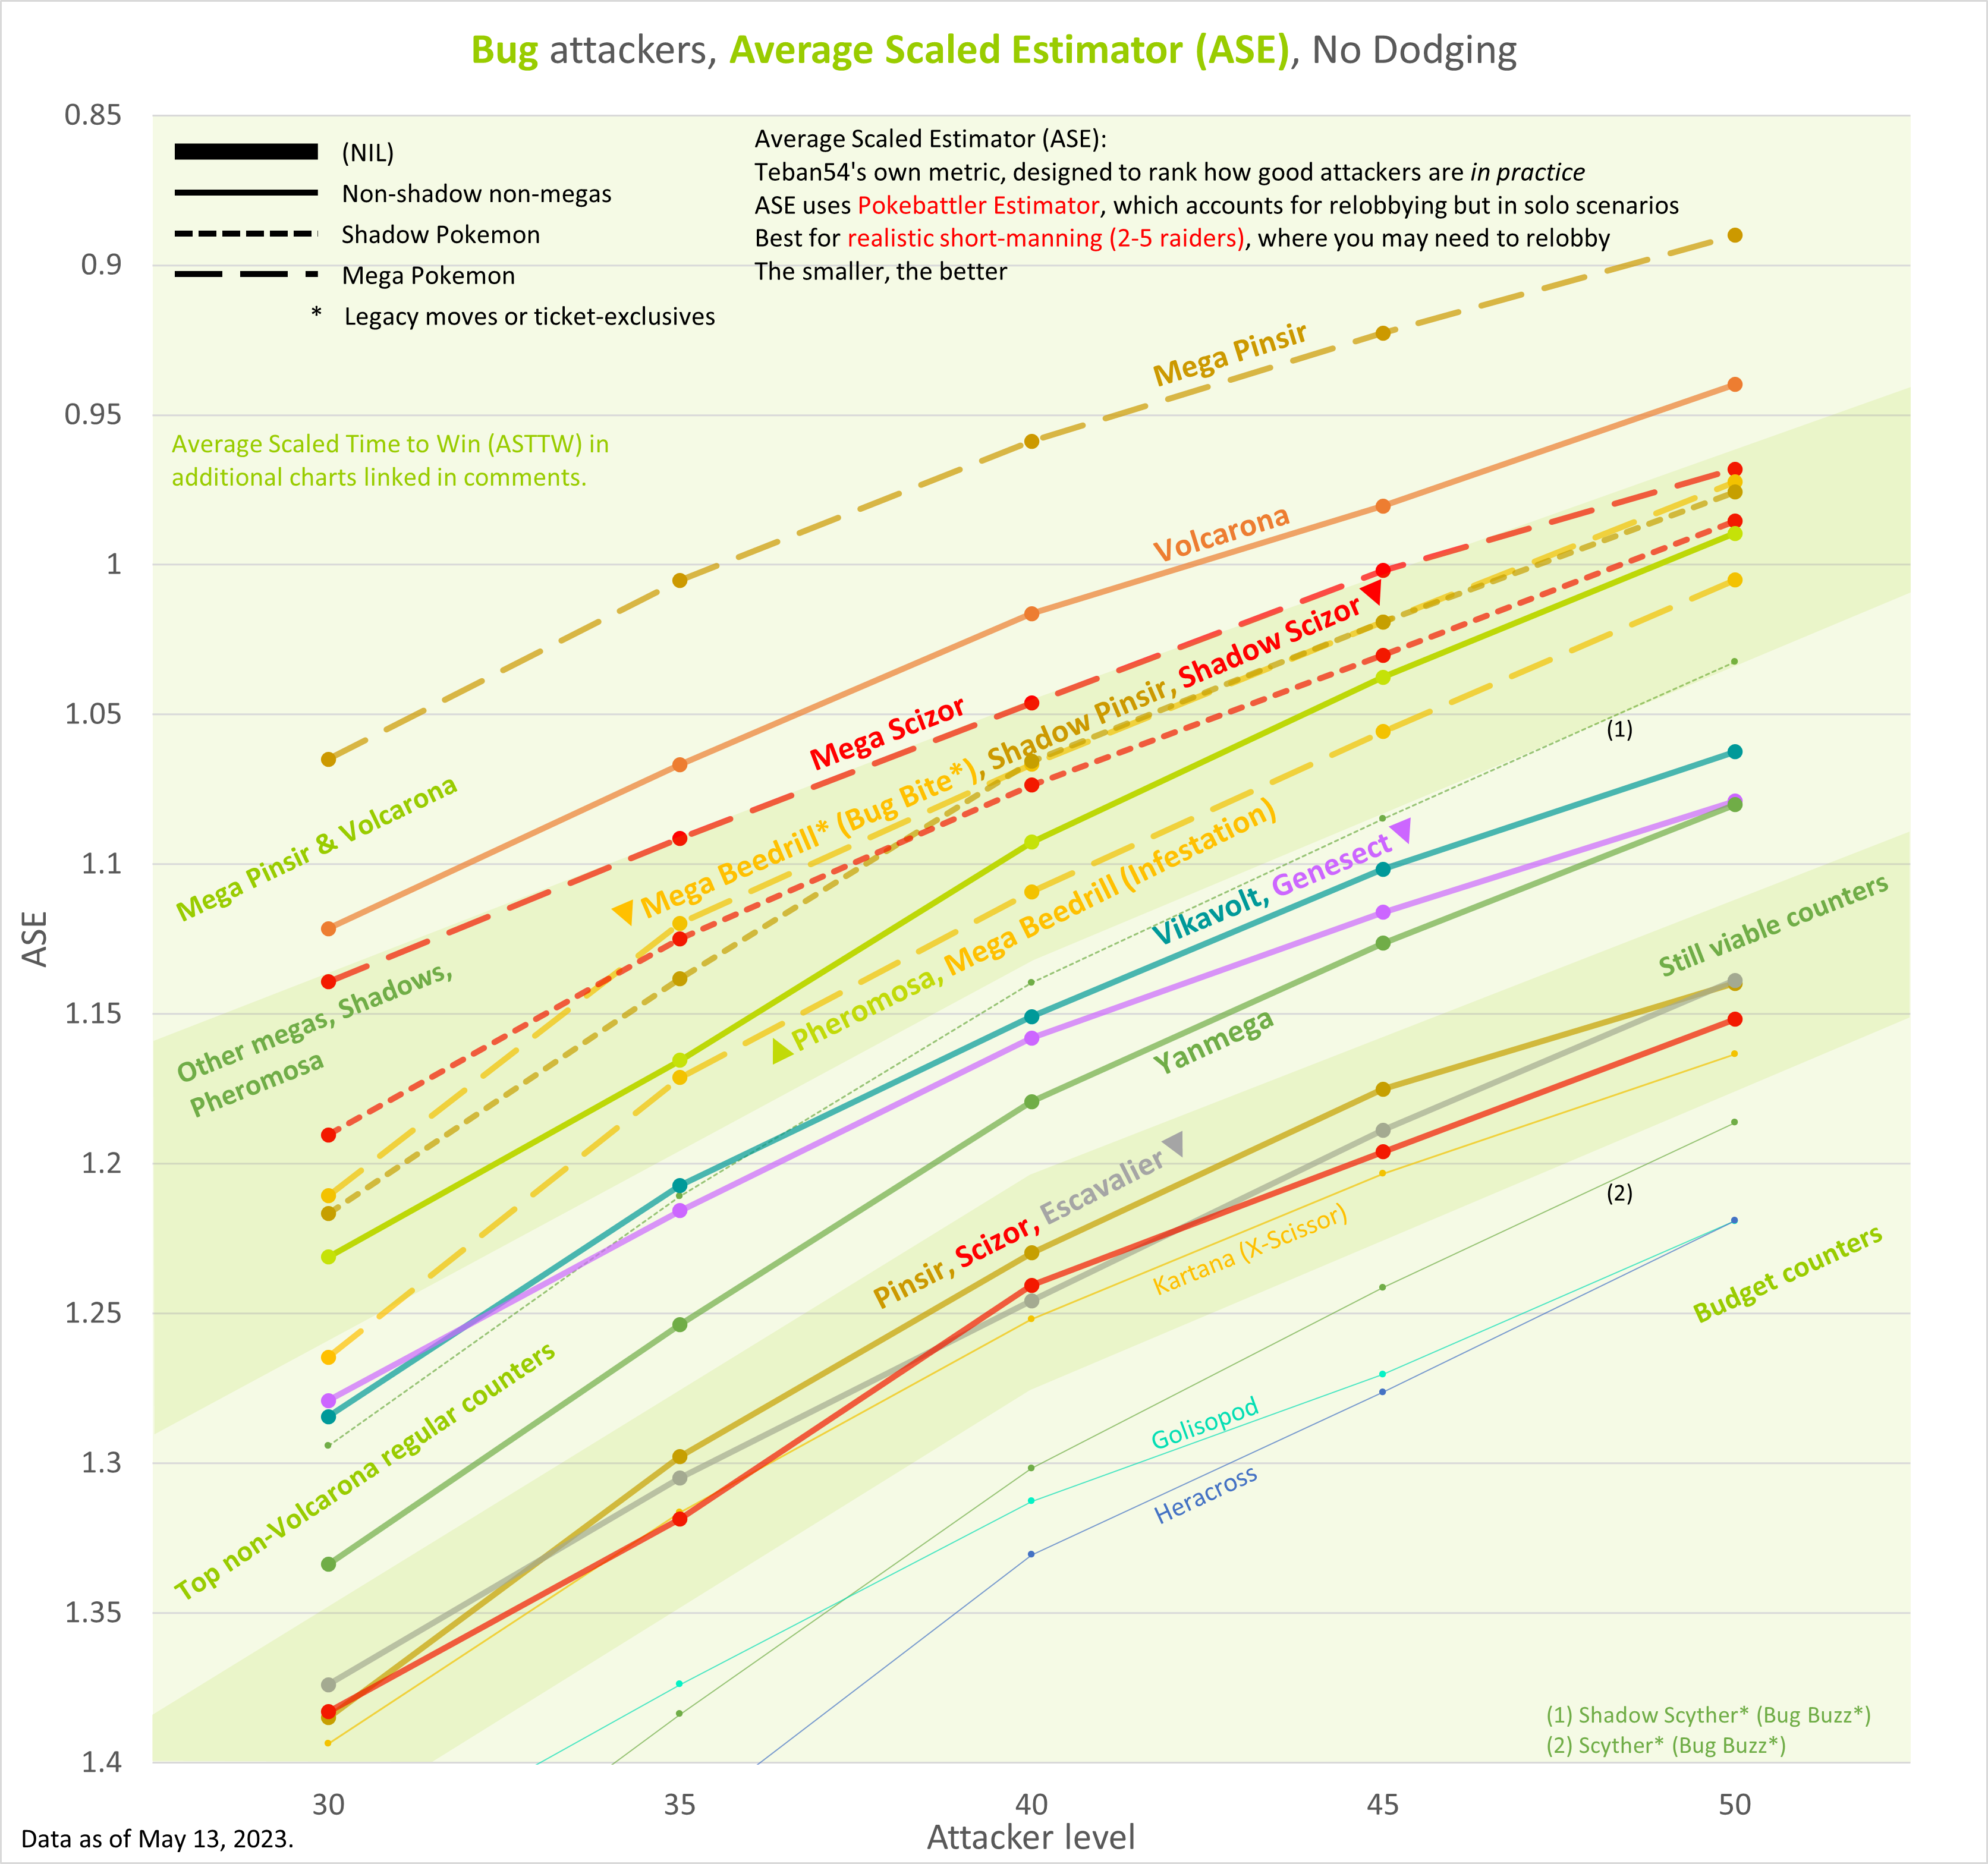 Bug attackers, Average Scaled Estimator (ASE), No Dodging
0.85
0.9
0.95
1
1.05
1.1
1.15
1.2
1.25
1.3
1.35
1.4
ASE
(NIL)
Non-shadow non-megas
Shadow Pokemon
Mega Pokemon
* Legacy moves or ticket-exclusives
Average Scaled Estimator (ASE):
Teban54's own metric, designed to rank how good attackers are in practice
ASE uses Pokebattler Estimator, which accounts for relobbying but in solo scenarios
Best for realistic short-manning (2-5 raiders), where you may need to relobby
The smaller, the better
Average Scaled Time to Win (ASTTW) in
additional charts linked in comments.
Mega Pinsir
Volcarona
Mega Scizor
◀ Mega Beedrill* (Bug Bite*), Shadow Pinsir, Shadow Scizor ▶
Mega Pinsir & Volcarona
(1)
▲Pheromosa, Mega Beedrill (Infestation)
Vikavolt, Genesect ▶
Other megas, Shadows,
Pheromosa
Still viable counters
Yanmega
Pinsir, Scizor, Escavalier ▶
Kartana (X-Scissor)
(2)
Budget counters
Top non-Volcarona regular counters
Golisopod
Heracross
(1) Shadow Scyther* (Bug Buzz*)
(2) Scyther* (Bug Buzz*)
30
35
40
45
50
Attacker level
Data as of May 13, 2023.